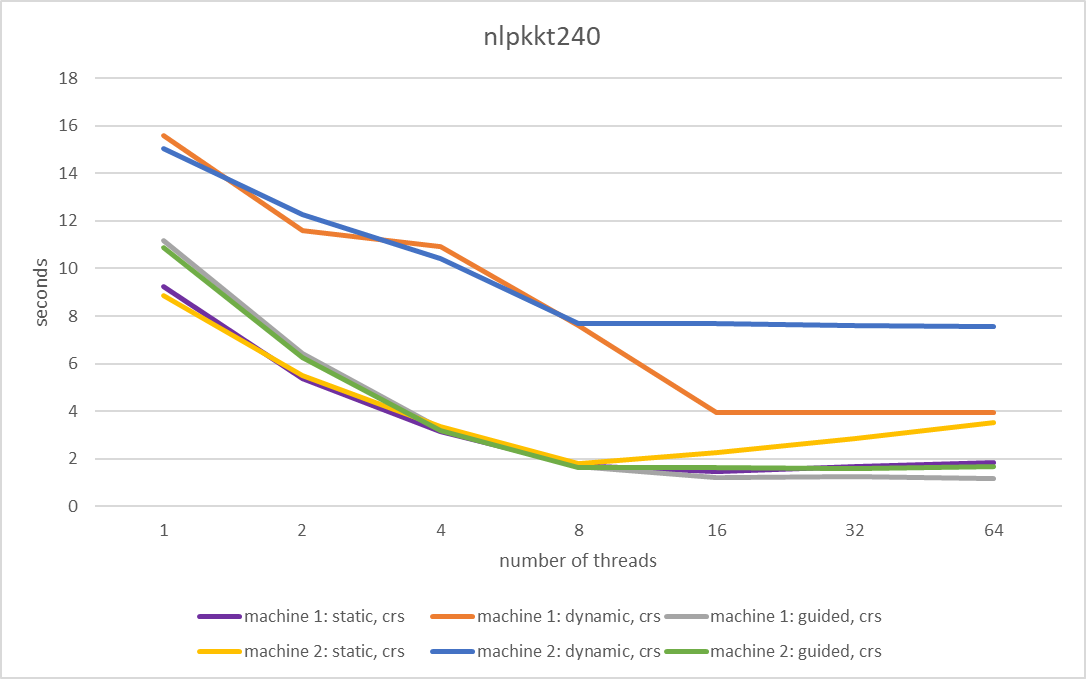 nlpkkt240
18
16
14
12
10
8
6
4
2
0
seconds
1 2 4 8 16 32 64
number of threads
machine 1: static, crs machine 1: dynamic, crs machine 1: guided, crs
machine 2: static, crs machine 2: dynamic, crs machine 2: guided, crs